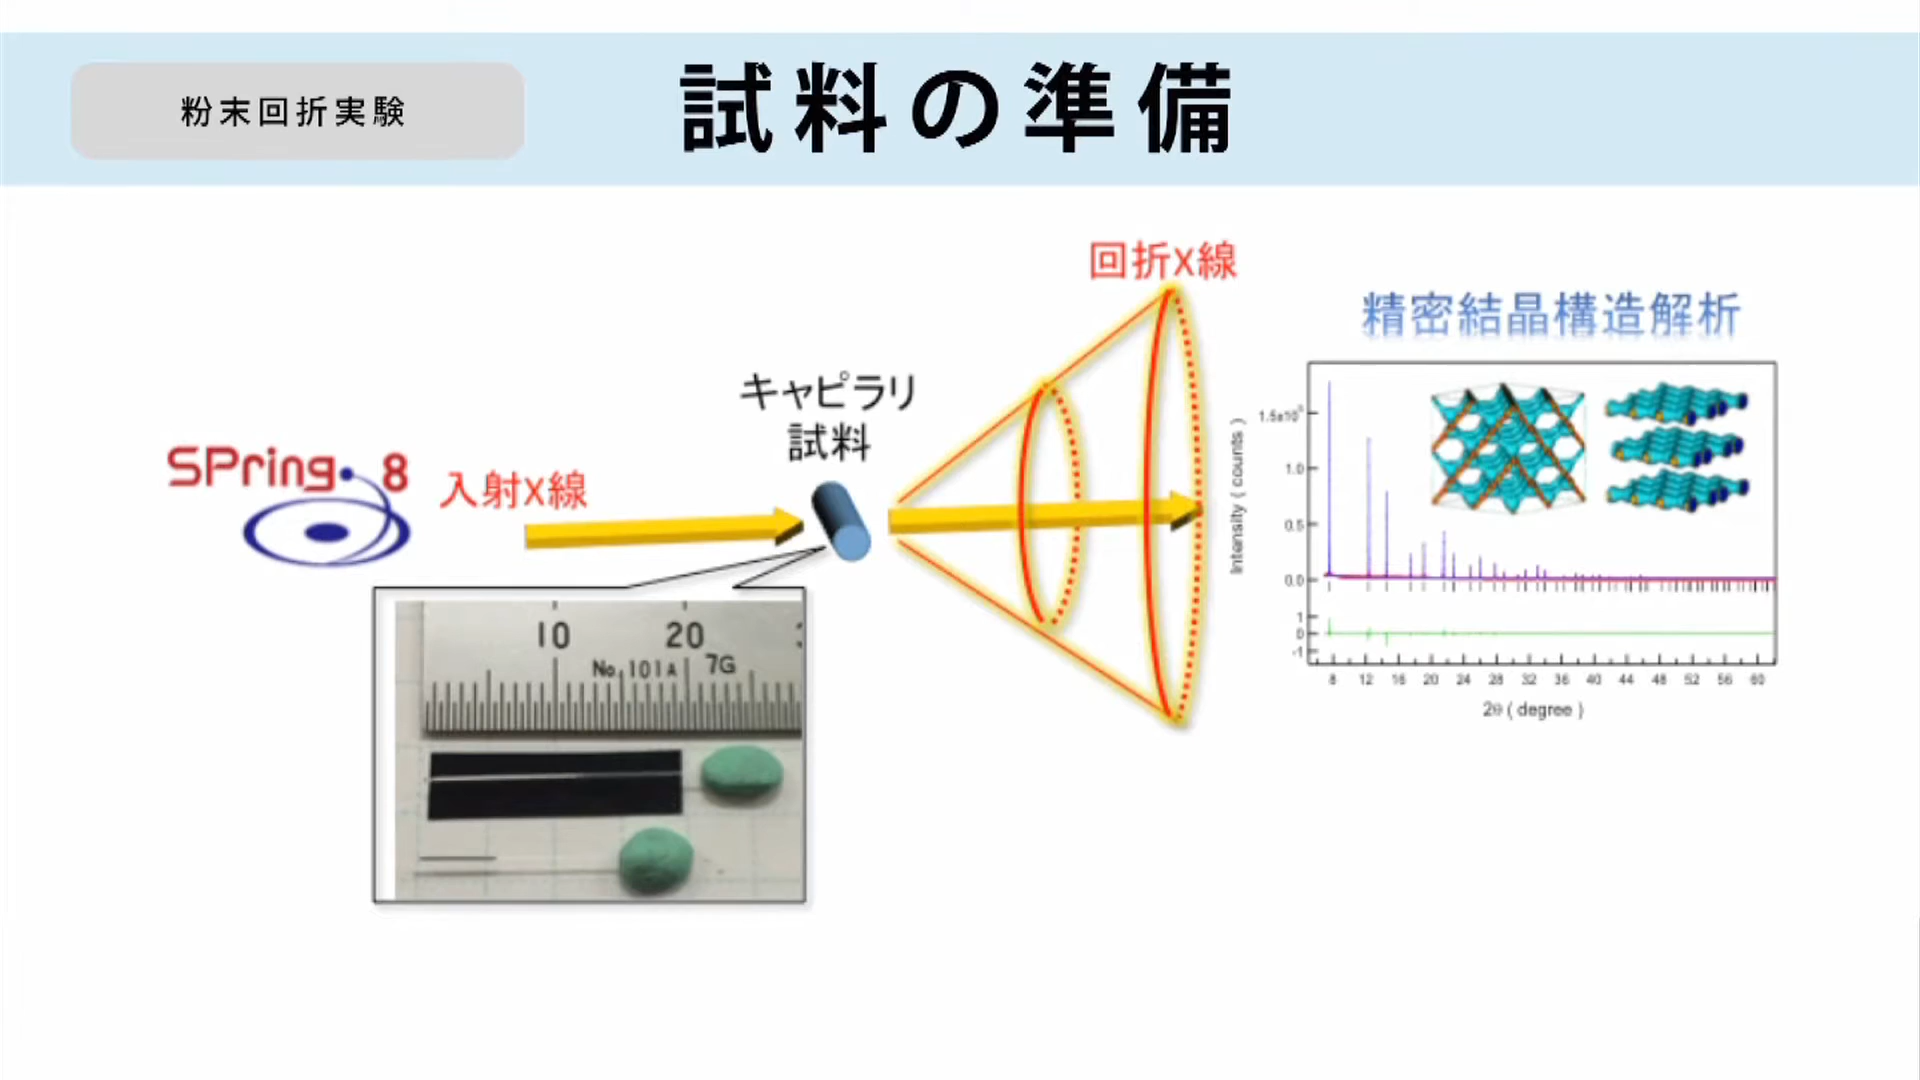 粉末回折実験
試料の準備
回折X線
精密結晶構造解析
キャピラリ
試料
SPring-8
入射X線
10 20
No.101A 7G
Intensity ( counts )
1.5x10
1.0
0.5
0.0
1
0
-1
8 12 16 20 24 28 32 36 40 44 48 52 56 60
2θ ( degree )